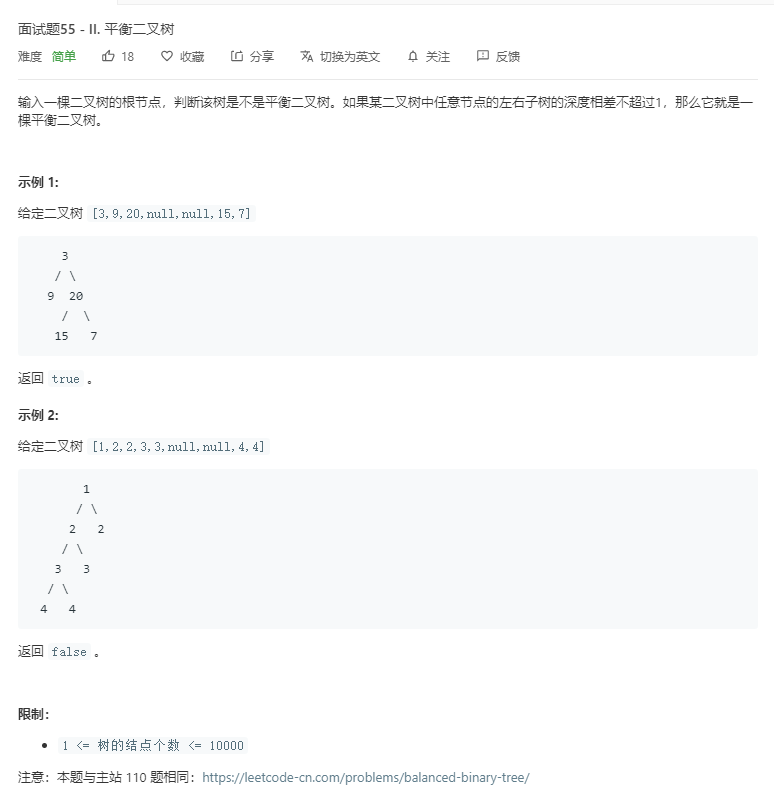 面试题55 - II. 平衡二叉树
难度 简单 18 收藏 分享 切换为英文 关注 反馈
输入一棵二叉树的根节点，判断该树是不是平衡二叉树。如果某二叉树中任意节点的左右子树的深度相差不超过1，那么它就是一
棵平衡二叉树。
示例 1:
给定二叉树 [3,9,20,null,null,15,7]
3
/ \
9 20
/ \
15 7
返回 true 。
示例 2:
给定二叉树 [1,2,2,3,3,null,null,4,4]
1
/ \
2 2
/ \
3 3
/ \
4 4
返回 false 。
限制：
• 1 <= 树的结点个数 <= 10000
注意：本题与主站 110 题相同：https://leetcode-cn.com/problems/balanced-binary-tree/